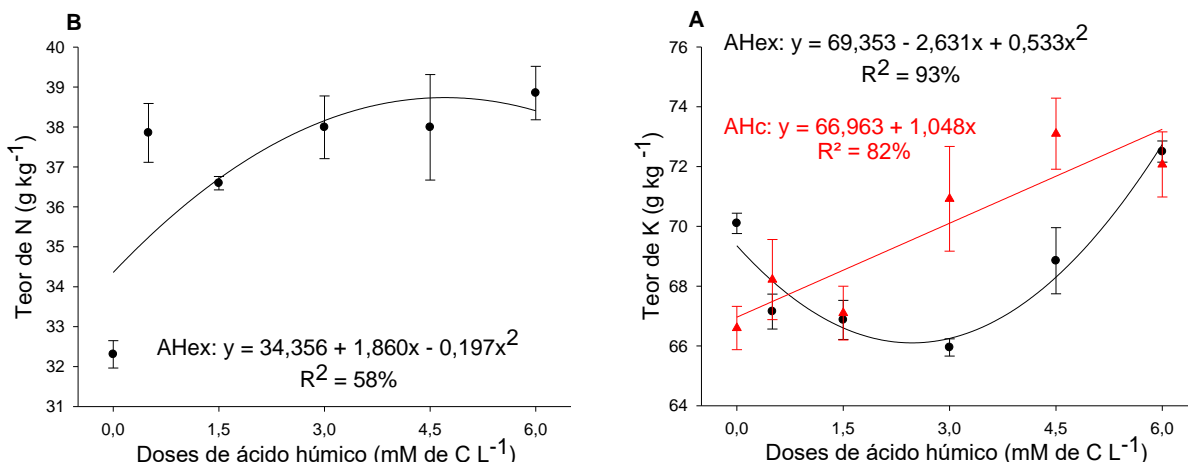 B
40
39
38
37
36
35
34
33
32
31
Teor de N (g kg⁻¹)
AHex: y = 34,356 + 1,860x - 0,197x²
R² = 58%
0,0 1,5 3,0 4,5 6,0
Doses de ácido húmico (mM de C L⁻¹)
A
76
74
72
70
68
66
64
Teor de K (g kg⁻¹)
AHex: y = 69,353 - 2,631x + 0,533x²
R² = 93%
AHc: y = 66,963 + 1,048x
R² = 82%
0,0 1,5 3,0 4,5 6,0
Doses de ácido húmico (mM de C L⁻¹)